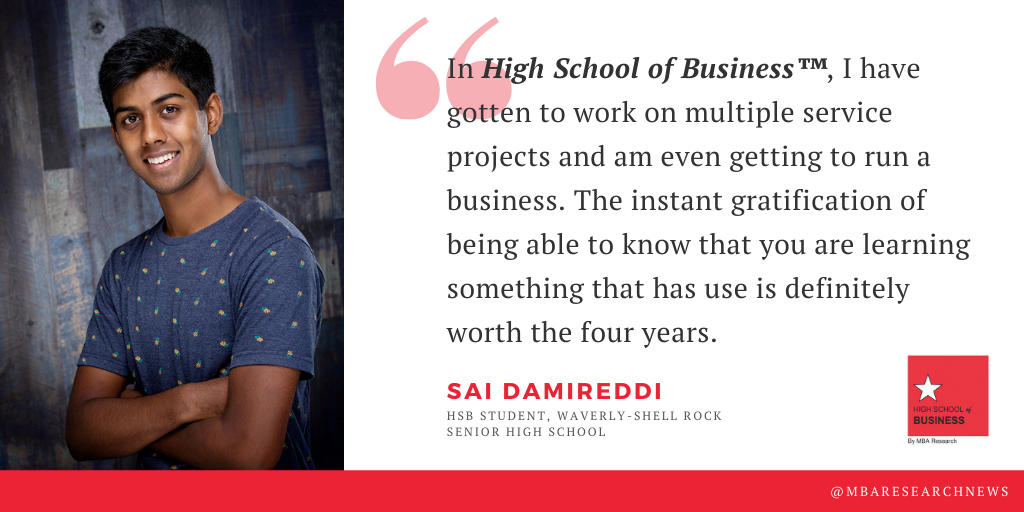 In High School of Business™, I have
gotten to work on multiple service
projects and am even getting to run a
business. The instant gratification of
being able to know that you are learning
something that has use is definitely
worth the four years.
SAI DAMIREDDI
HSB STUDENT, WAVERLY-SHELL ROCK
SENIOR HIGH SCHOOL
HIGH SCHOOL of
BUSINESS
By MBA Research
@MBARESEARCHNEWS